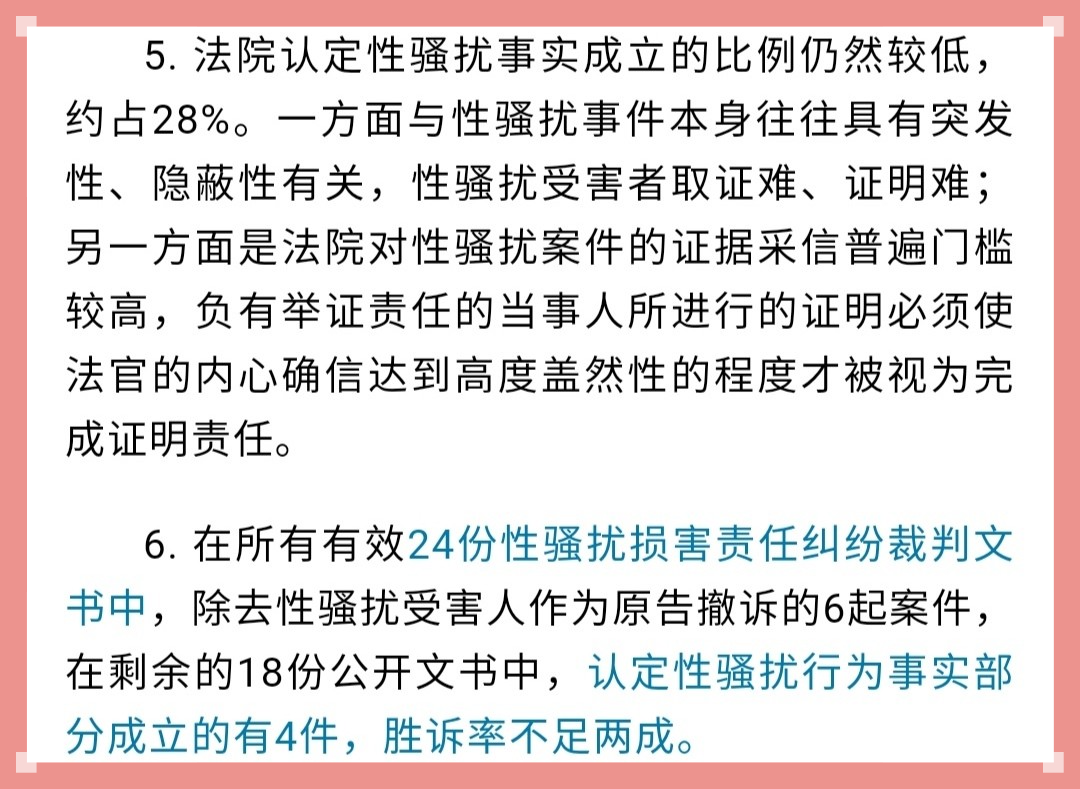 5. 法院认定性骚扰事实成立的比例仍然较低，
约占28%。一方面与性骚扰事件本身往往具有突发
性、隐蔽性有关，性骚扰受害者取证难、证明难；
另一方面是法院对性骚扰案件的证据采信普遍门槛
较高，负有举证责任的当事人所进行的证明必须使
法官的内心确信达到高度盖然性的程度才被视为完
成证明责任。
6. 在所有有效24份性骚扰损害责任纠纷裁判文
书中，除去性骚扰受害人作为原告撤诉的6起案件，
在剩余的18份公开文书中，认定性骚扰行为事实部
分成立的有4件，胜诉率不足两成。